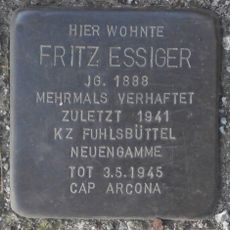 HIER WOHNTE
FRITZ ESSIGER
JG. 1888
MEHRMALS VERHAFTET
ZULETZT 1941
KZ FUHLSBÜTTEL
NEUENGAMME
TOT 3.5.1945
CAP ARCONA